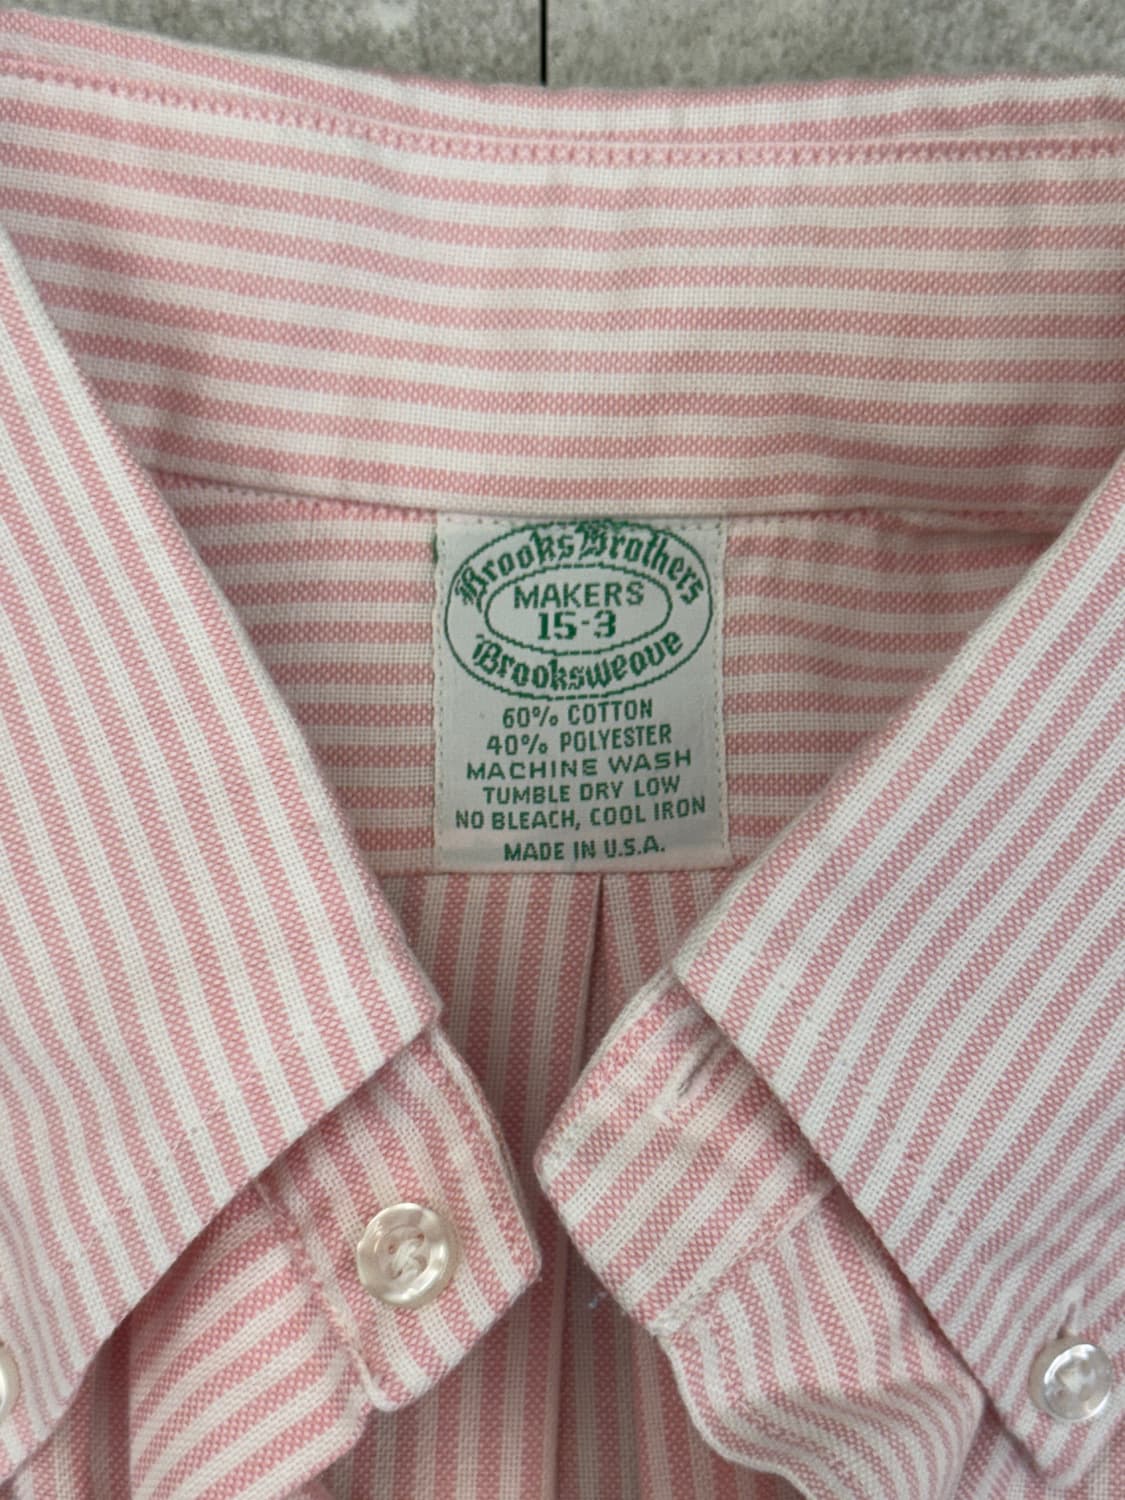 Brooks Brothers
MAKERS
15-3
Brooksweave
60% COTTON
40% POLYESTER
MACHINE WASH
TUMBLE DRY LOW
NO BLEACH, COOL IRON
MADE IN U.S.A.